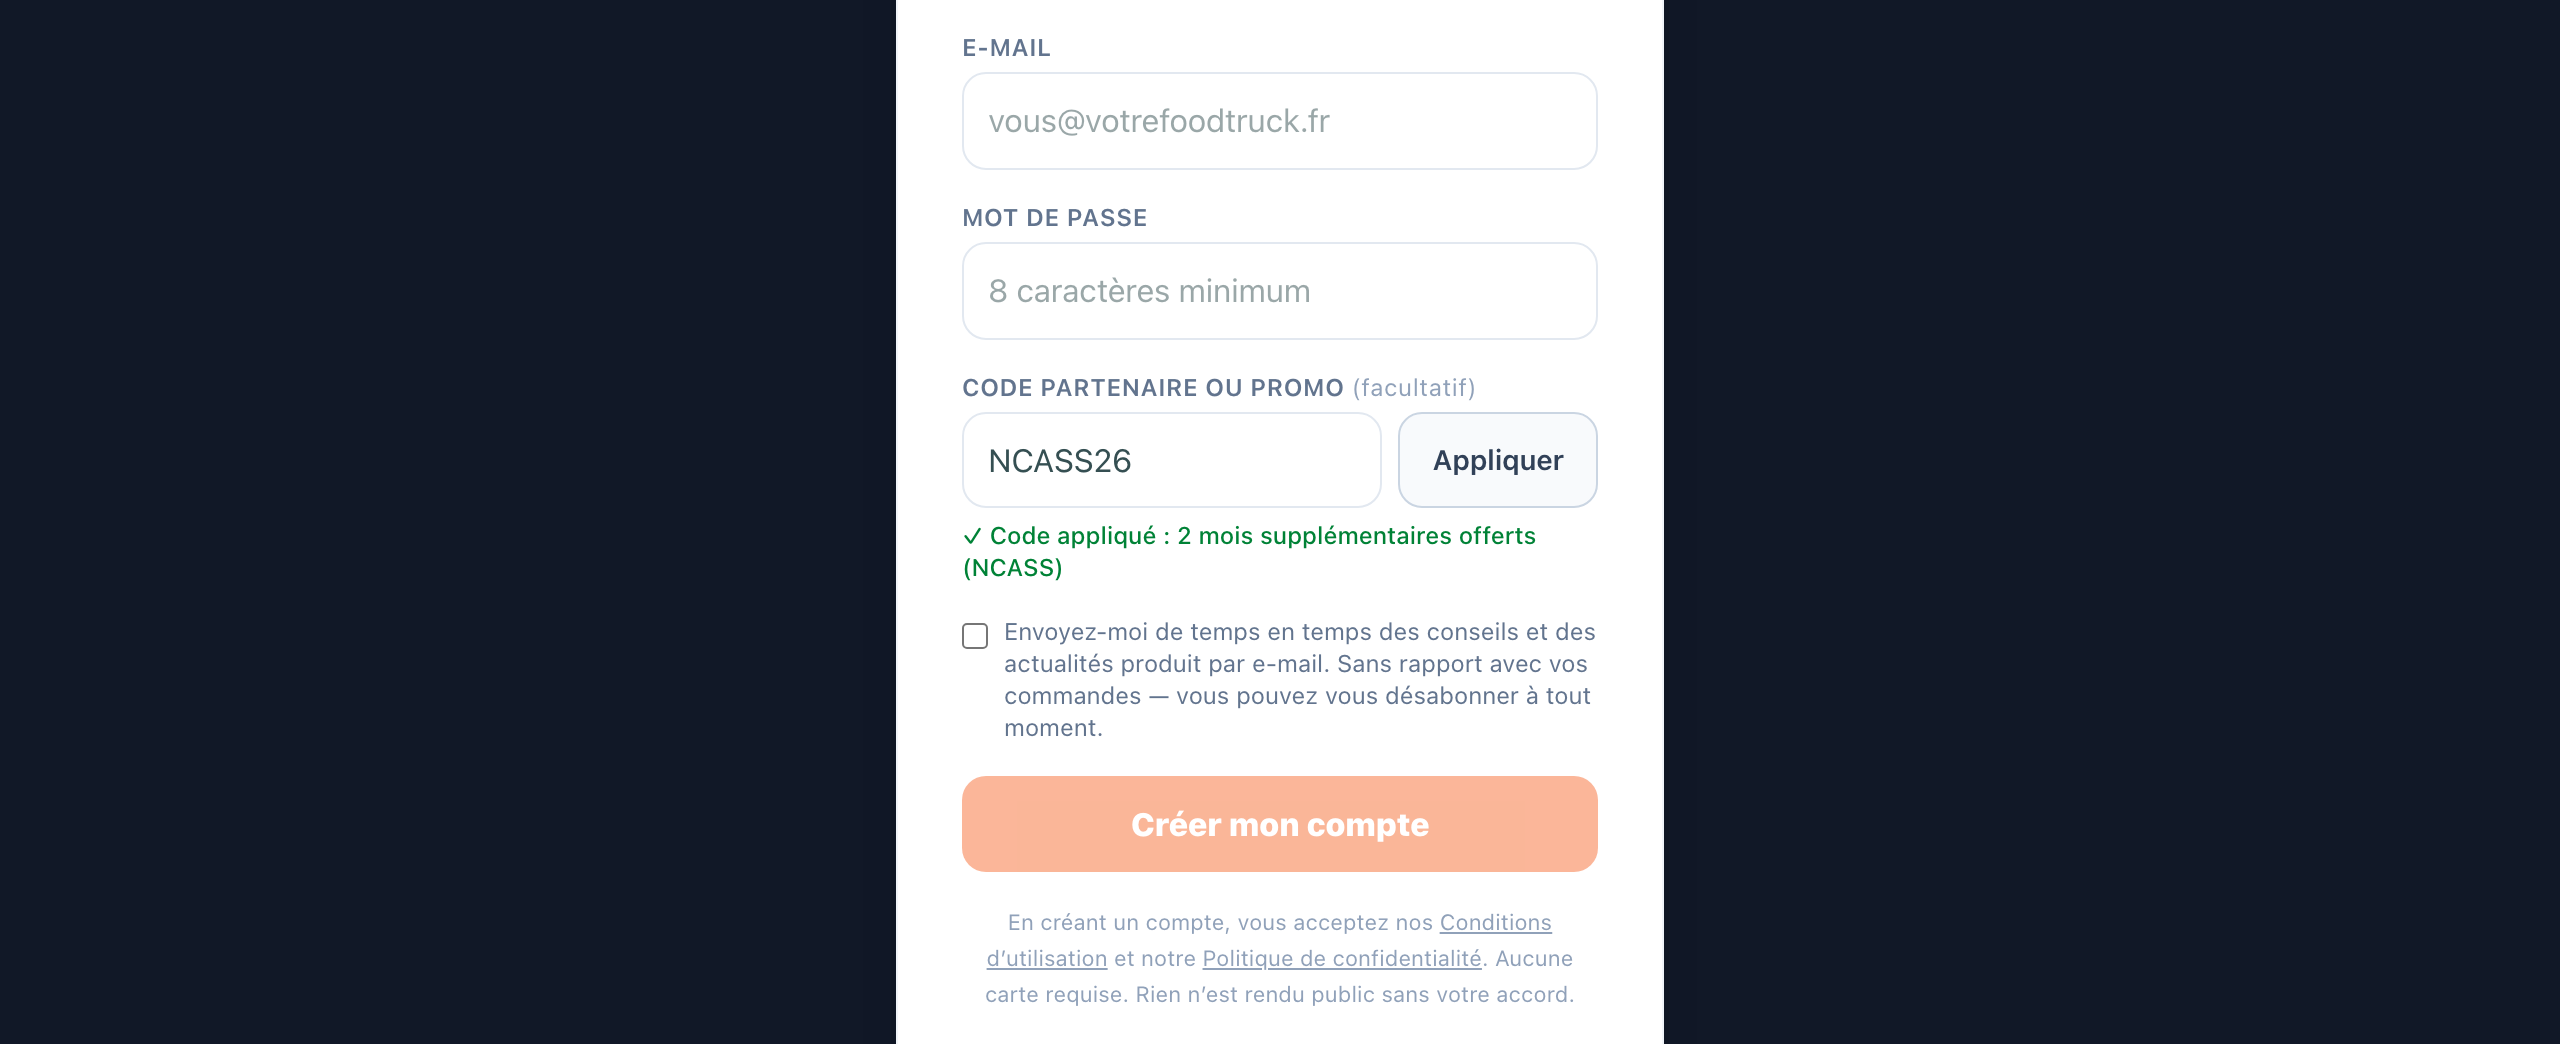 E-MAIL
vous@votrefoodtruck.fr
MOT DE PASSE
8 caractères minimum
CODE PARTENAIRE OU PROMO (facultatif)
NCASS26
Appliquer
✓ Code appliqué : 2 mois supplémentaires offerts
(NCASS)
Envoyez-moi de temps en temps des conseils et des
actualités produit par e-mail. Sans rapport avec vos
commandes — vous pouvez vous désabonner à tout
moment.
Créer mon compte
En créant un compte, vous acceptez nos Conditions
d’utilisation et notre Politique de confidentialité. Aucune
carte requise. Rien n’est rendu public sans votre accord.